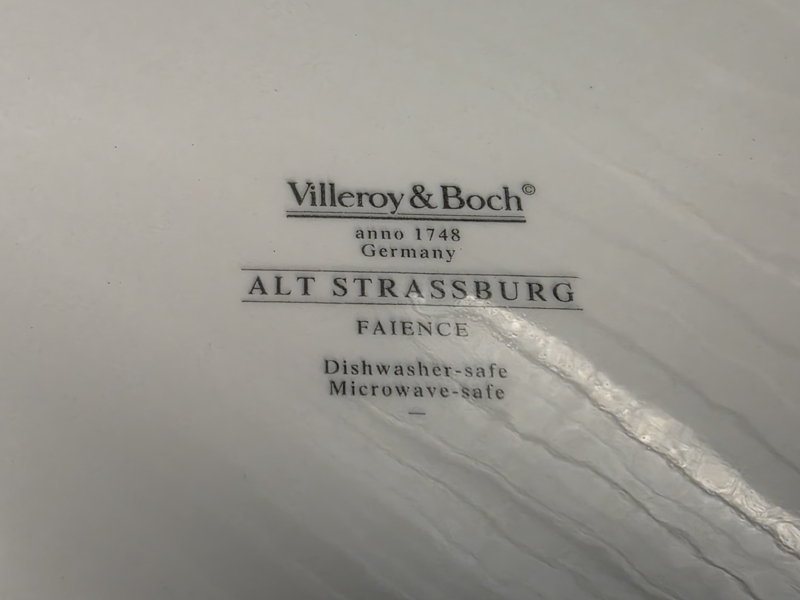 Villeroy & Boch©
anno 1748
Germany
ALT STRASSBURG
FAIENCE
Dishwasher-safe
Microwave-safe
—